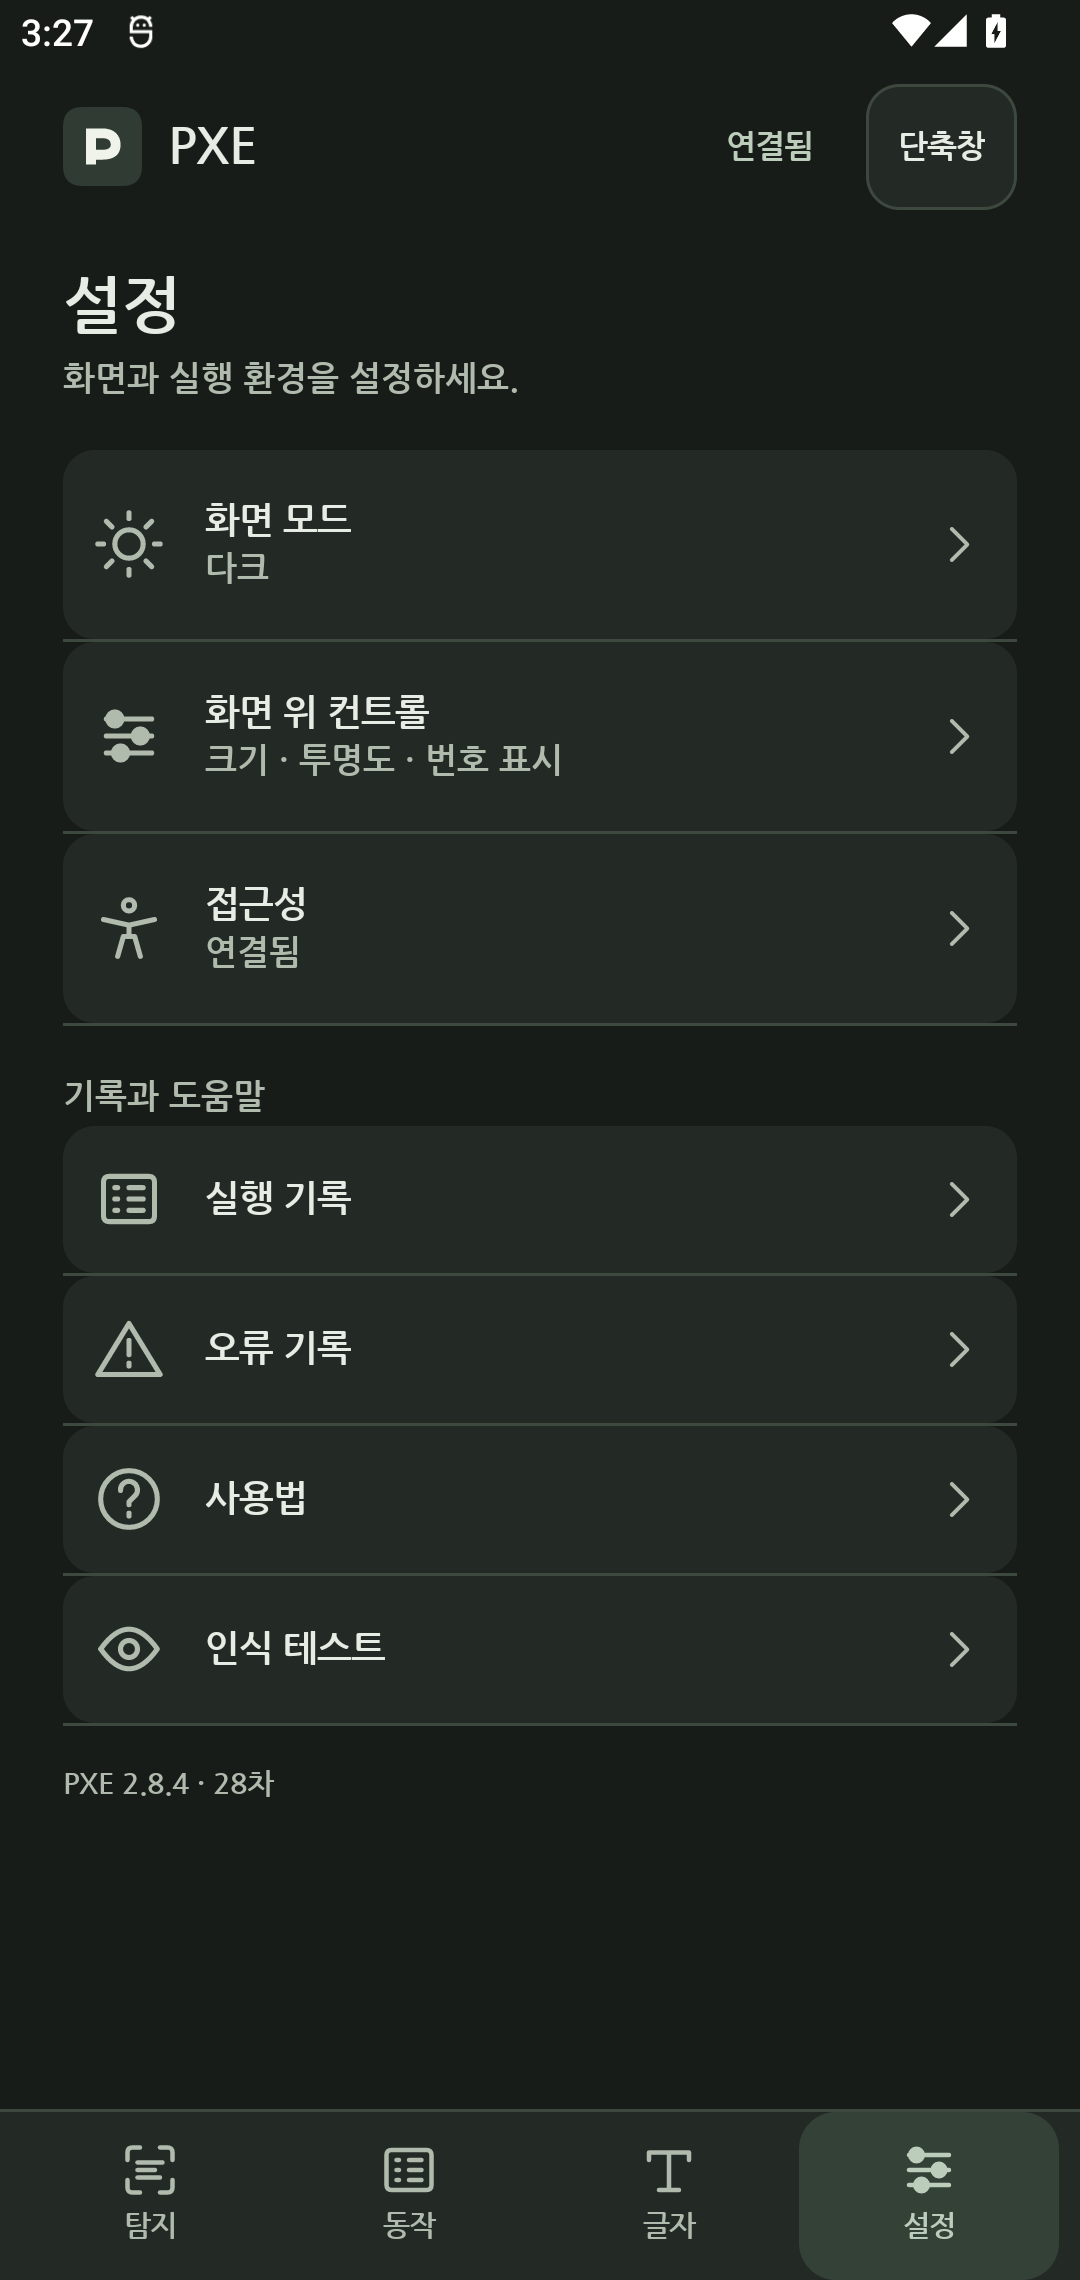 3:27
PXE
연결됨
단축창
설정
화면과 실행 환경을 설정하세요.
화면 모드
다크
화면 위 컨트롤
크기 · 투명도 · 번호 표시
접근성
연결됨
기록과 도움말
실행 기록
오류 기록
사용법
인식 테스트
PXE 2.8.4 · 28차
탐지
동작
글자
설정